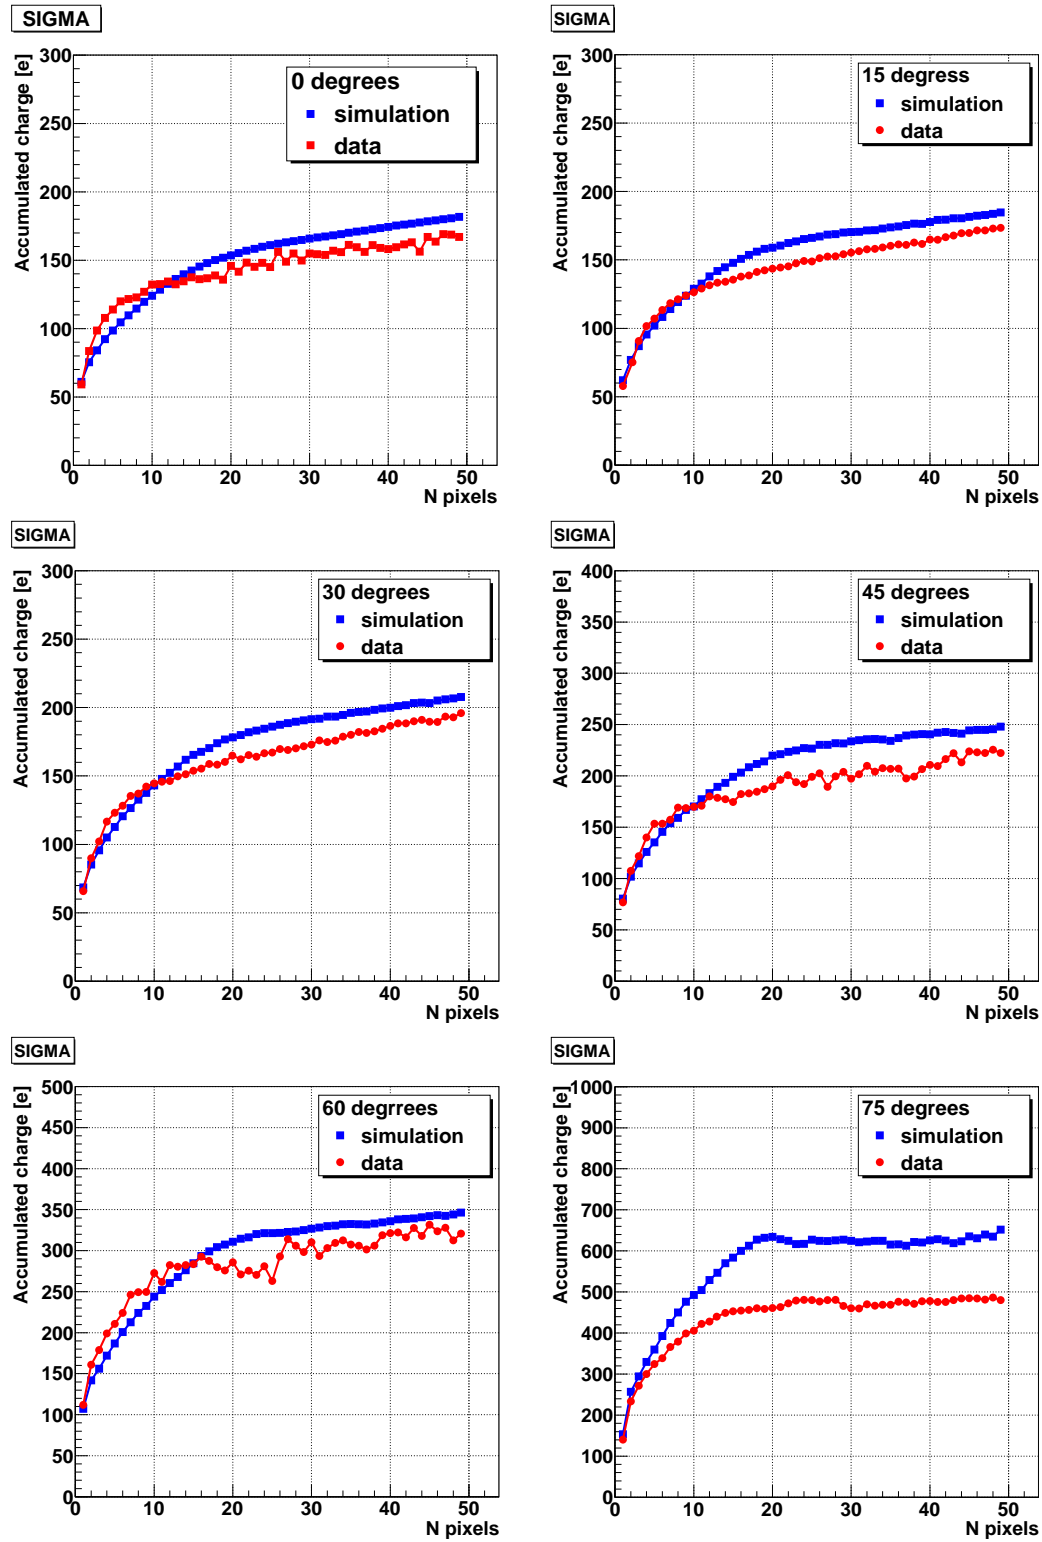 SIGMA
Accumulated charge [e]
300
250
200
150
100
50
0
0 degrees
simulation
data
0 10 20 30 40 50
N pixels
SIGMA
Accumulated charge [e]
300
250
200
150
100
50
0
15 degress
simulation
data
0 10 20 30 40 50
N pixels
SIGMA
Accumulated charge [e]
300
250
200
150
100
50
0
30 degrees
simulation
data
0 10 20 30 40 50
N pixels
SIGMA
Accumulated charge [e]
400
350
300
250
200
150
100
50
0
45 degrees
simulation
data
0 10 20 30 40 50
N pixels
SIGMA
Accumulated charge [e]
500
450
400
350
300
250
200
150
100
50
0
60 degrrees
simulation
data
0 10 20 30 40 50
N pixels
SIGMA
Accumulated charge [e]
1000
900
800
700
600
500
400
300
200
100
0
75 degrees
simulation
data
0 10 20 30 40 50
N pixels